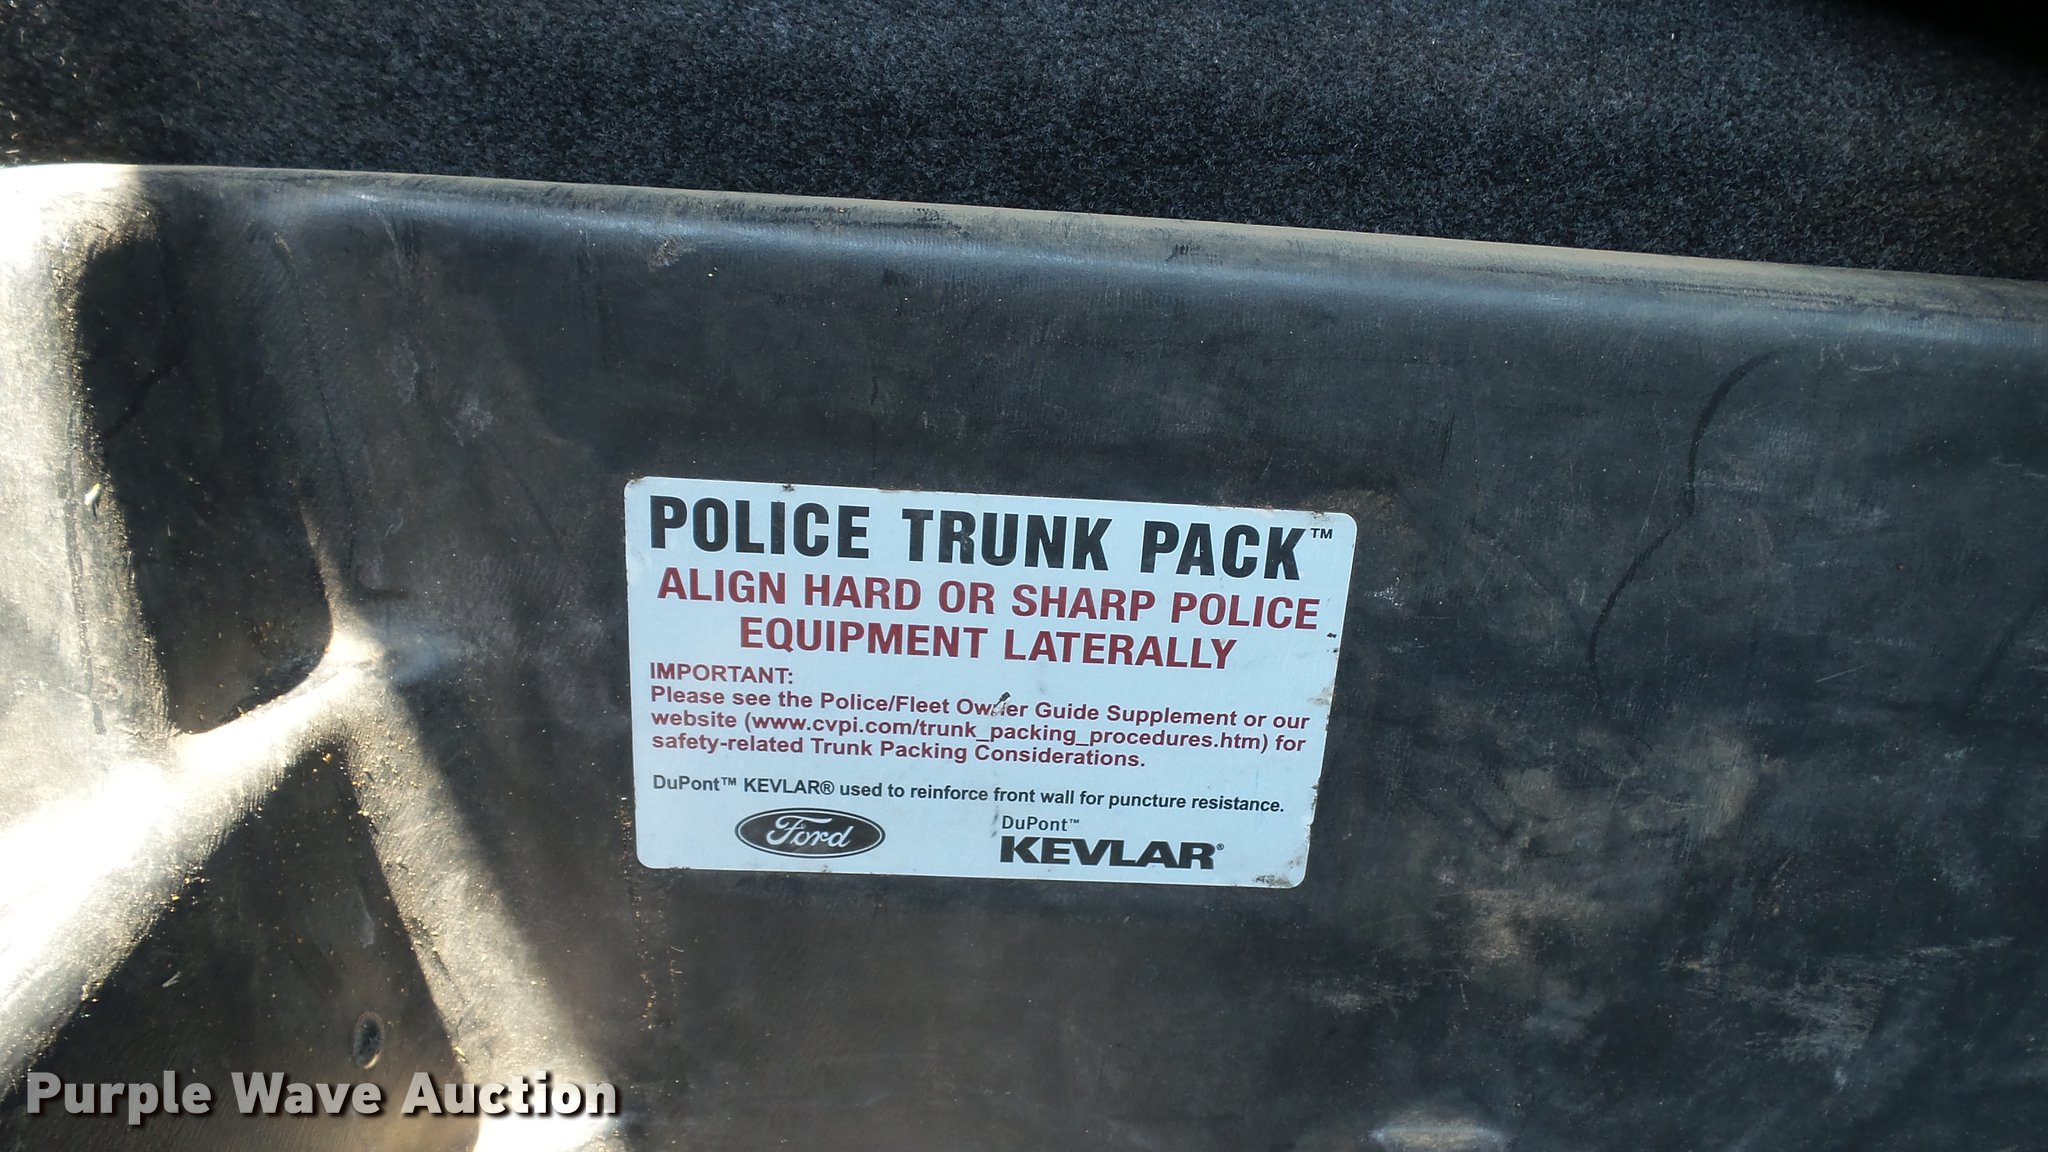 POLICE TRUNK PACK™
ALIGN HARD OR SHARP POLICE
EQUIPMENT LATERALLY
IMPORTANT:
Please see the Police/Fleet Owner Guide Supplement or our
website (www.cvpi.com/trunk_packing_procedures.htm) for
safety-related Trunk Packing Considerations.
DuPont™ KEVLAR® used to reinforce front wall for puncture resistance.
Ford
DuPont™
KEVLAR®
Purple Wave Auction